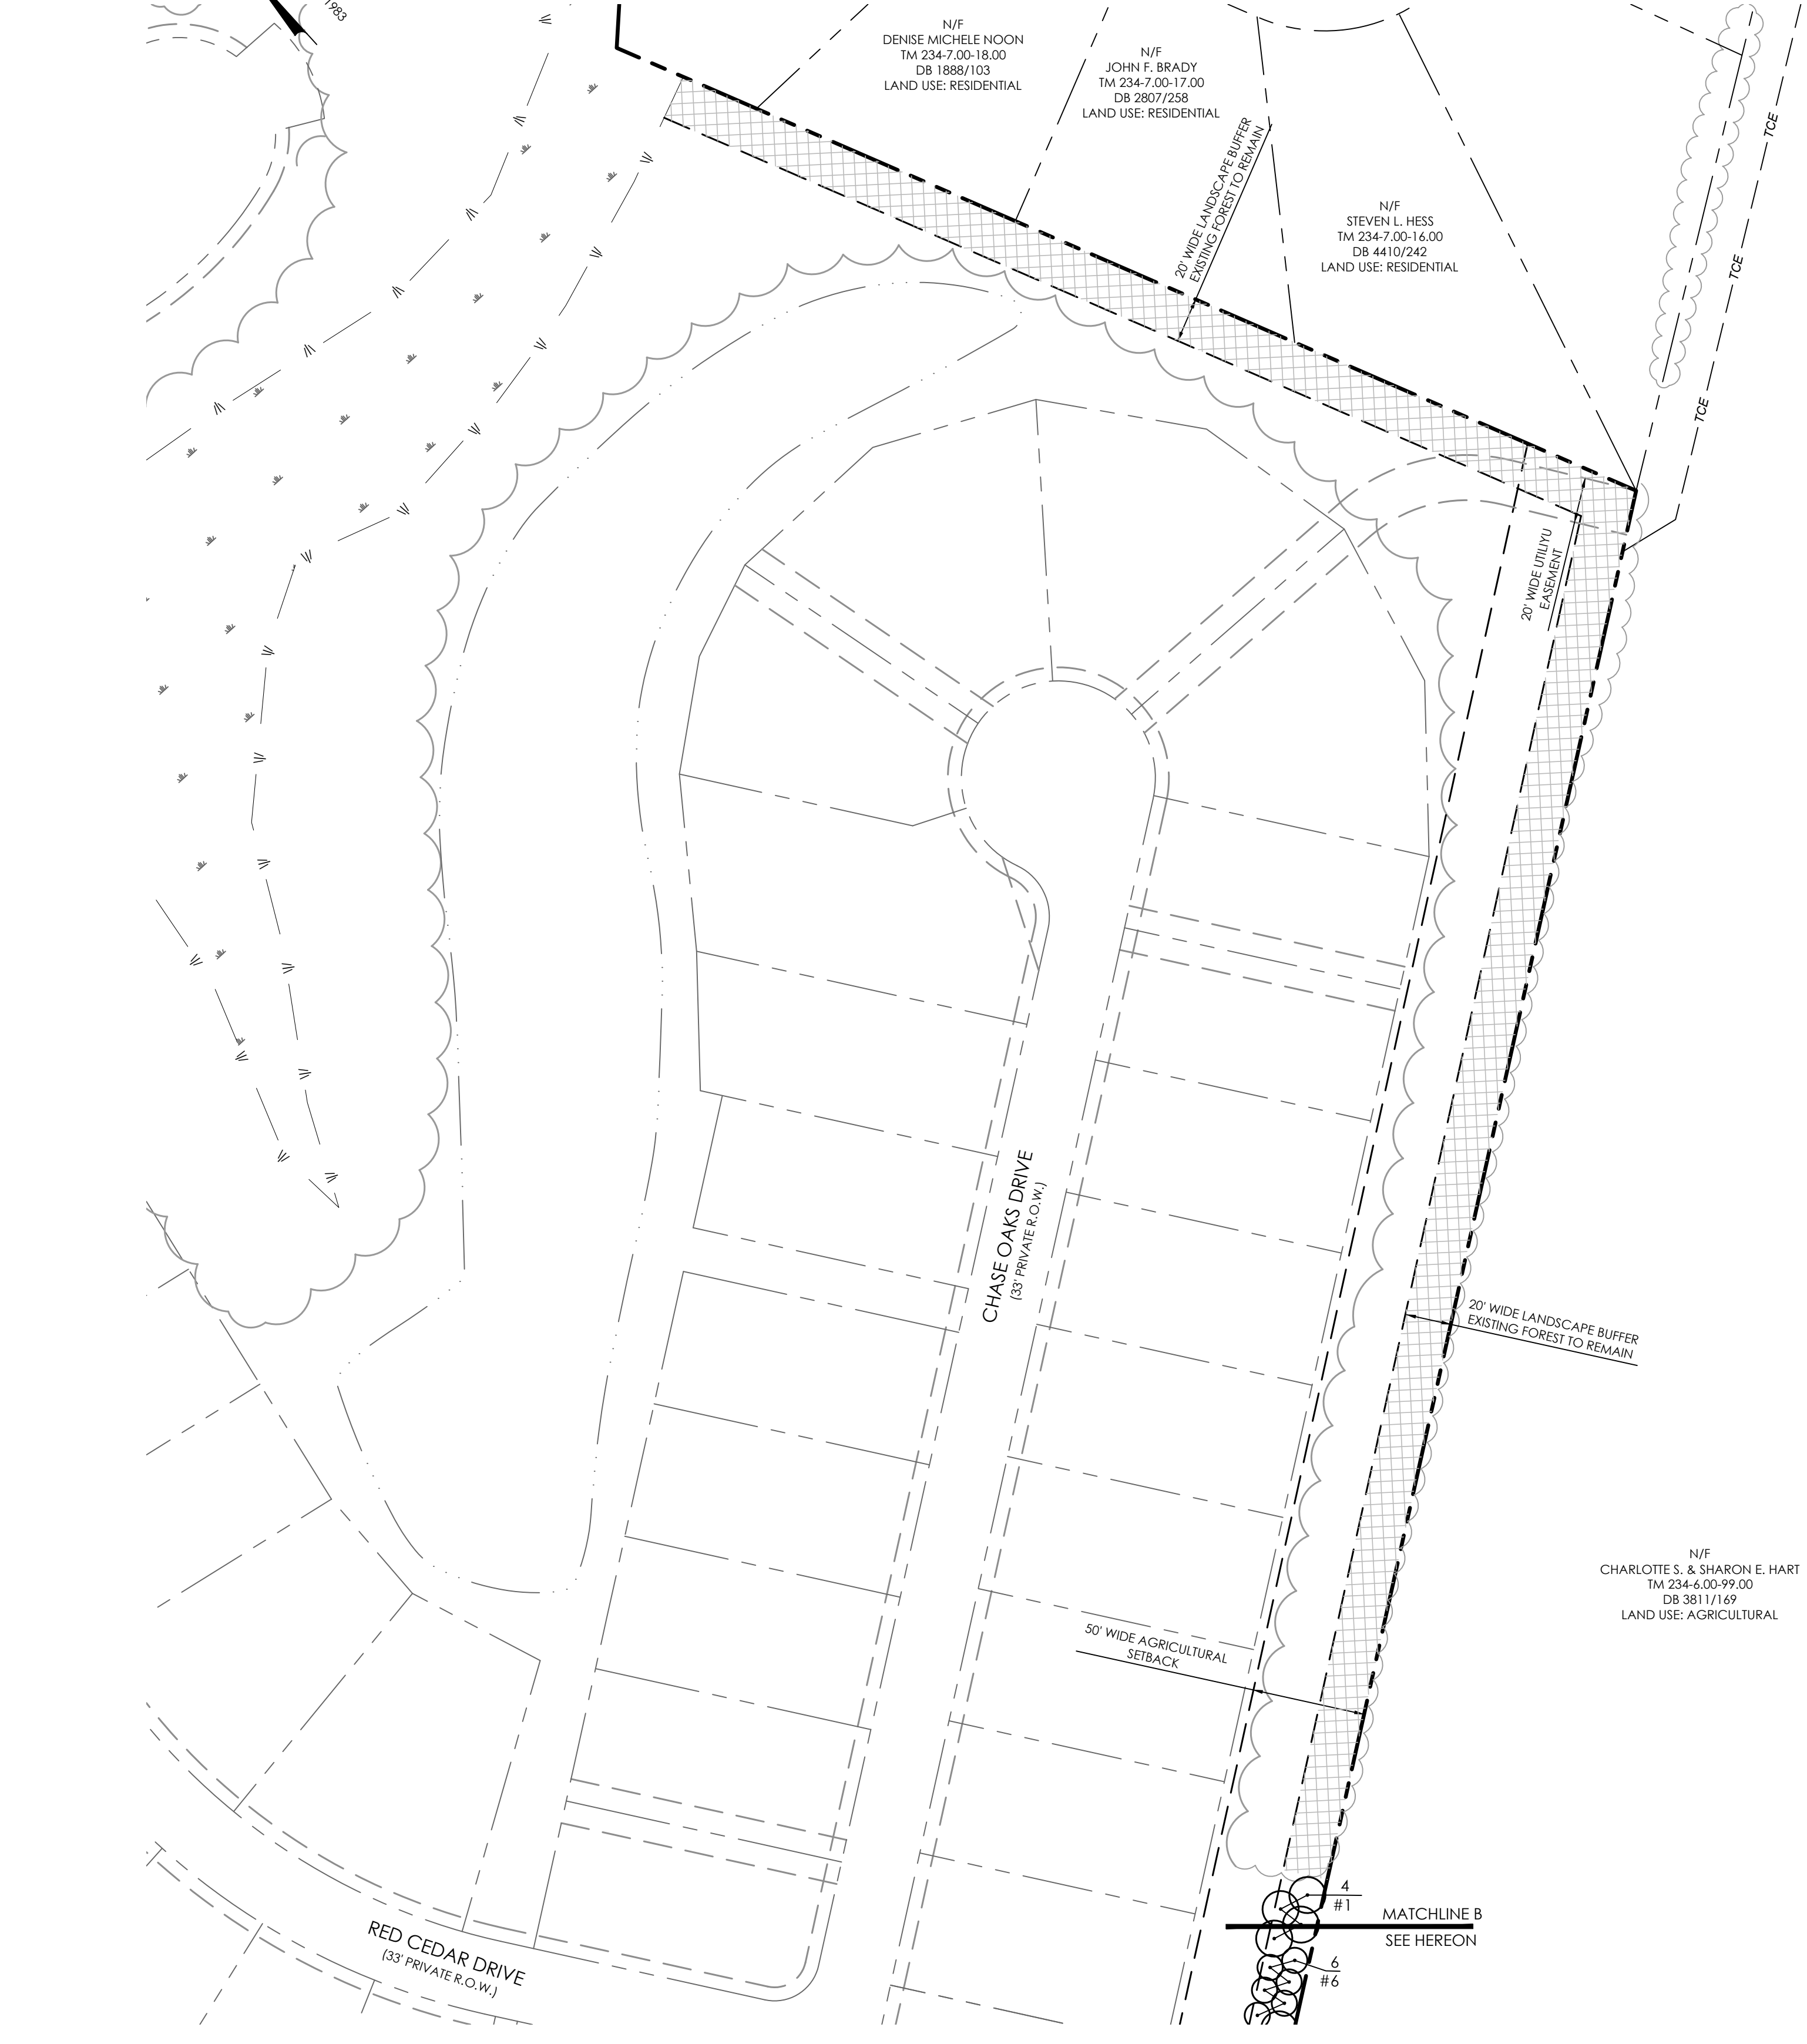 1983
N/F
DENISE MICHELE NOON
TM 234-7.00-18.00
DB 1888/103
LAND USE: RESIDENTIAL
N/F
JOHN F. BRADY
TM 234-7.00-17.00
DB 2807/258
LAND USE: RESIDENTIAL
20' WIDE LANDSCAPE BUFFER
EXISTING FOREST TO REMAIN
N/F
STEVEN L. HESS
TM 234-7.00-16.00
DB 4410/242
LAND USE: RESIDENTIAL
TCE
TCE
TCE
20' WIDE UTILIYU
EASEMENT
CHASE OAKS DRIVE
(33' PRIVATE R.O.W.)
20' WIDE LANDSCAPE BUFFER
EXISTING FOREST TO REMAIN
N/F
CHARLOTTE S. & SHARON E. HART
TM 234-6.00-99.00
DB 3811/169
LAND USE: AGRICULTURAL
50' WIDE AGRICULTURAL
SETBACK
4
#1
MATCHLINE B
SEE HEREON
6
#6
RED CEDAR DRIVE
(33' PRIVATE R.O.W.)